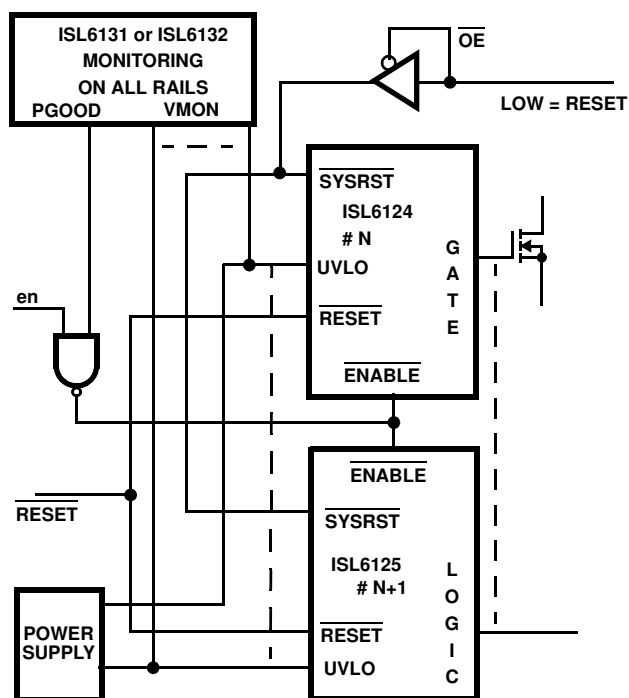 ISL6131 or ISL6132
MONITORING
ON ALL RAILS
PGOOD VMON
OE
LOW = RESET
SYSRST
ISL6124
# N
UVLO
RESET
ENABLE
G
A
T
E
en
RESET
ENABLE
SYSRST
ISL6125
# N+1
RESET
UVLO
L
O
G
I
C
POWER
SUPPLY